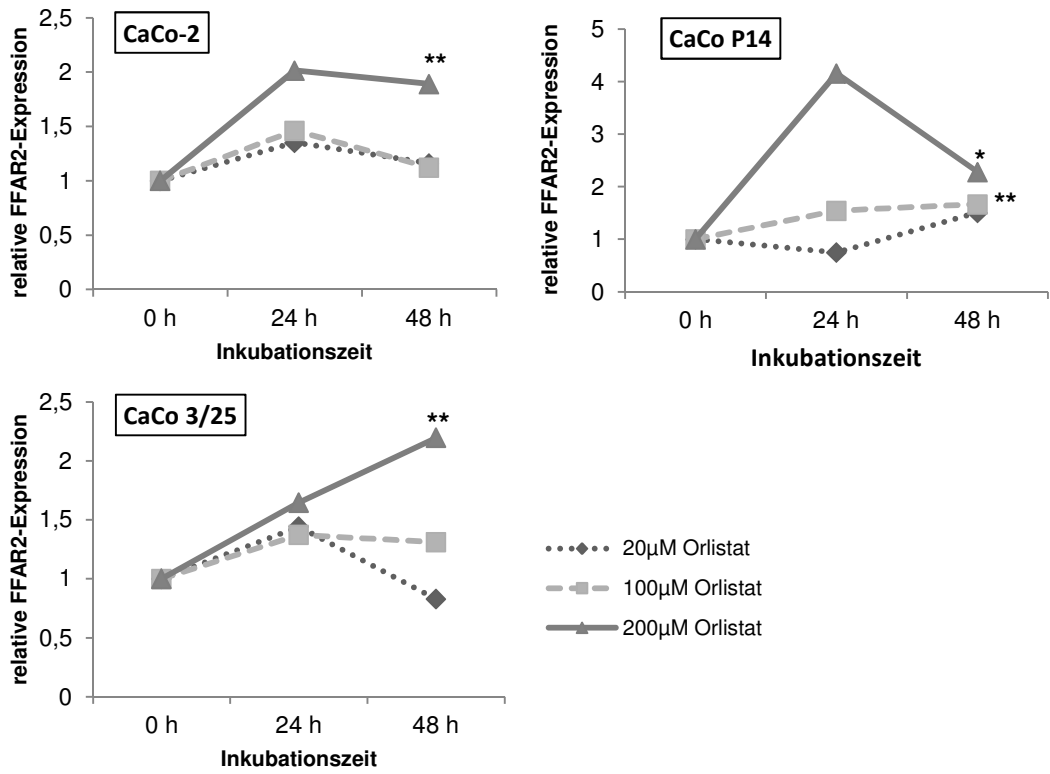 CaCo-2
relative FFAR2-Expression
2,5
2
1,5
1
0,5
0
**
0 h 24 h 48 h
Inkubationszeit
CaCo P14
relative FFAR2-Expression
5
4
3
2
1
0
*
**
0 h 24 h 48 h
Inkubationszeit
CaCo 3/25
relative FFAR2-Expression
2,5
2
1,5
1
0,5
0
**
0 h 24 h 48 h
Inkubationszeit
20µM Orlistat
100µM Orlistat
200µM Orlistat